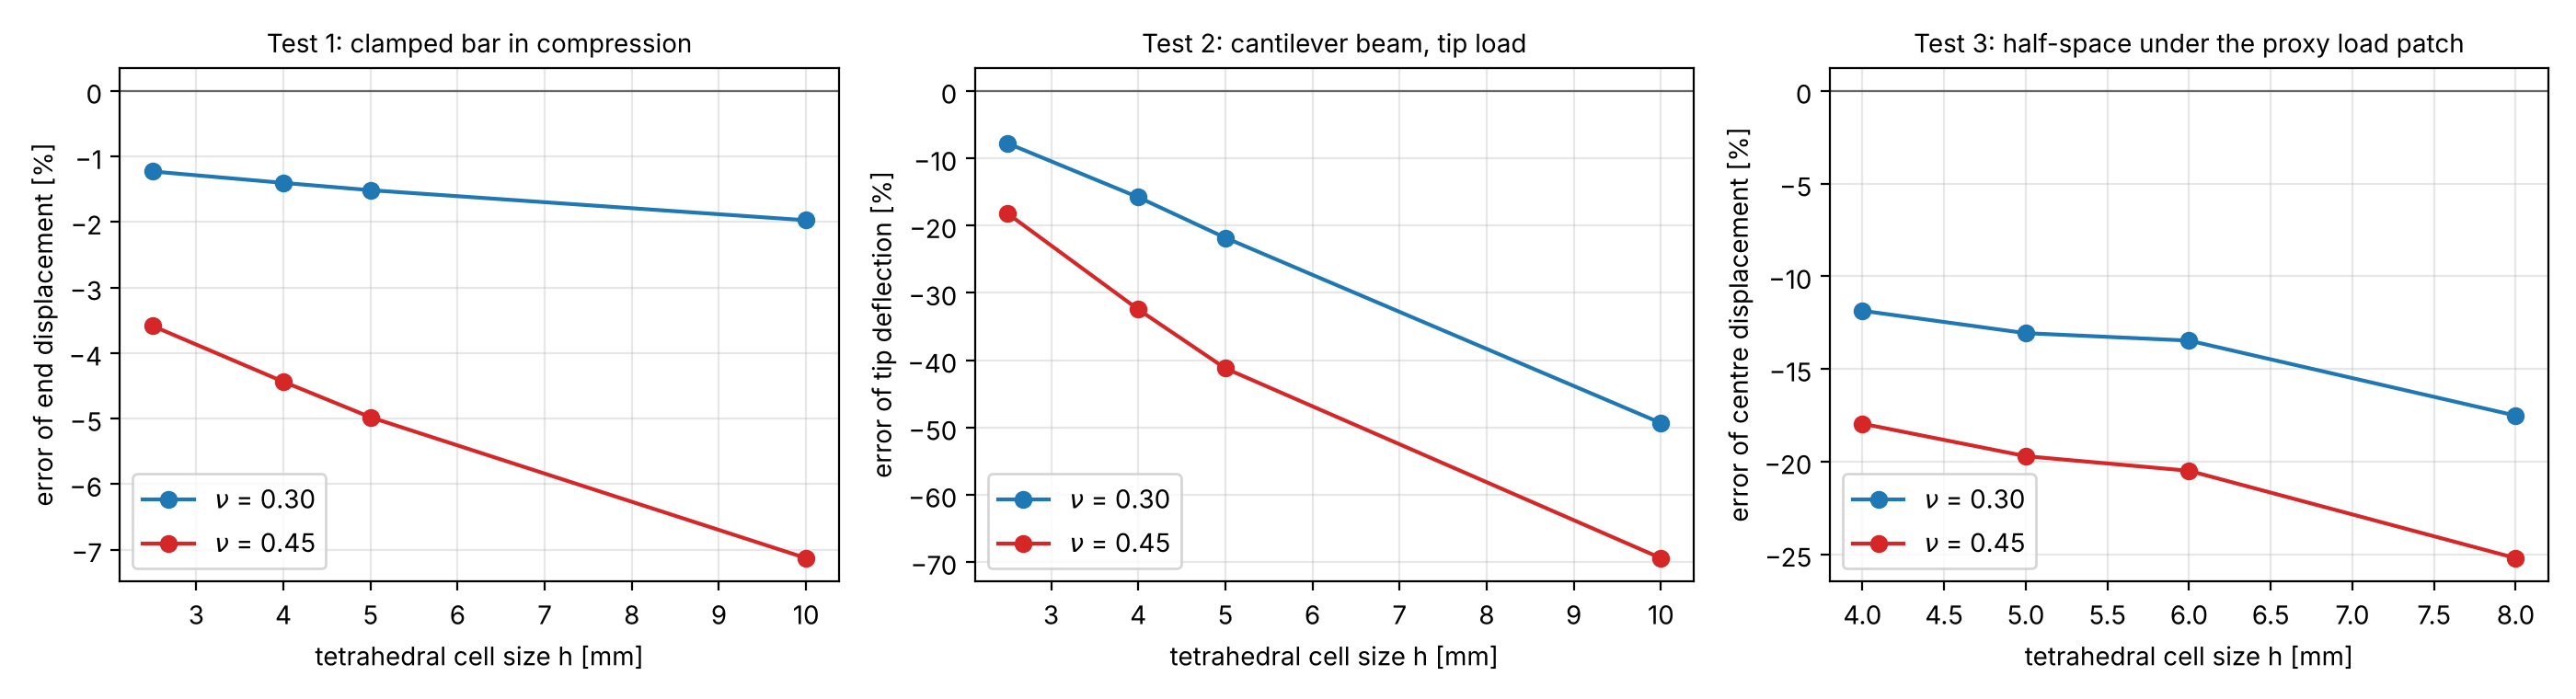 Test 1: clamped bar in compression
error of end displacement [%]
0
−1
−2
−3
−4
−5
−6
−7
ν = 0.30
ν = 0.45
3 4 5 6 7 8 9 10
tetrahedral cell size h [mm]
Test 2: cantilever beam, tip load
error of tip deflection [%]
0
−10
−20
−30
−40
−50
−60
−70
ν = 0.30
ν = 0.45
3 4 5 6 7 8 9 10
tetrahedral cell size h [mm]
Test 3: half-space under the proxy load patch
error of centre displacement [%]
0
−5
−10
−15
−20
−25
ν = 0.30
ν = 0.45
4.0 4.5 5.0 5.5 6.0 6.5 7.0 7.5 8.0
tetrahedral cell size h [mm]